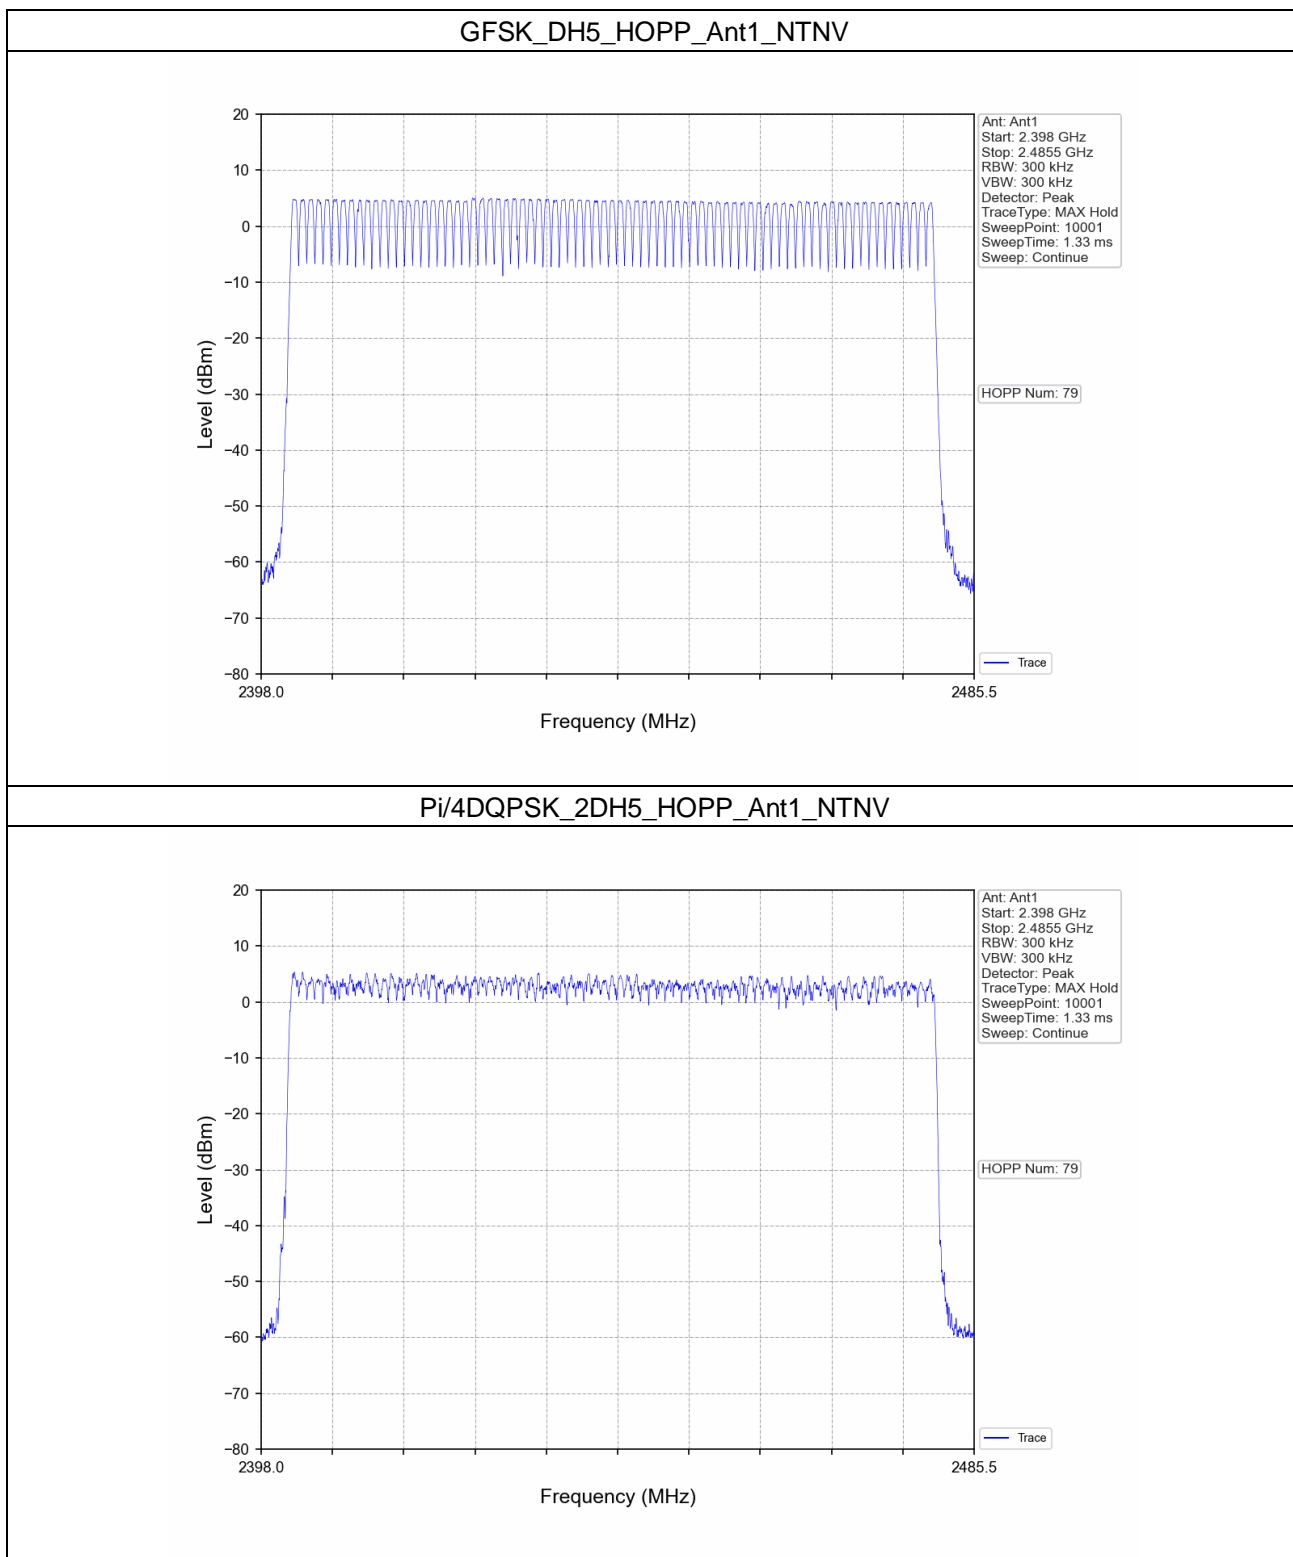 GFSK_DH5_HOPP_Ant1_NTNV
20
10
0
−10
−20
−30
−40
−50
−60
−70
−80
Level (dBm)
2398.0
2485.5
Frequency (MHz)
Ant: Ant1
Start: 2.398 GHz
Stop: 2.4855 GHz
RBW: 300 kHz
VBW: 300 kHz
Detector: Peak
TraceType: MAX Hold
SweepPoint: 10001
SweepTime: 1.33 ms
Sweep: Continue
HOPP Num: 79
Trace
Pi/4DQPSK_2DH5_HOPP_Ant1_NTNV
20
10
0
−10
−20
−30
−40
−50
−60
−70
−80
Level (dBm)
2398.0
2485.5
Frequency (MHz)
Ant: Ant1
Start: 2.398 GHz
Stop: 2.4855 GHz
RBW: 300 kHz
VBW: 300 kHz
Detector: Peak
TraceType: MAX Hold
SweepPoint: 10001
SweepTime: 1.33 ms
Sweep: Continue
HOPP Num: 79
Trace